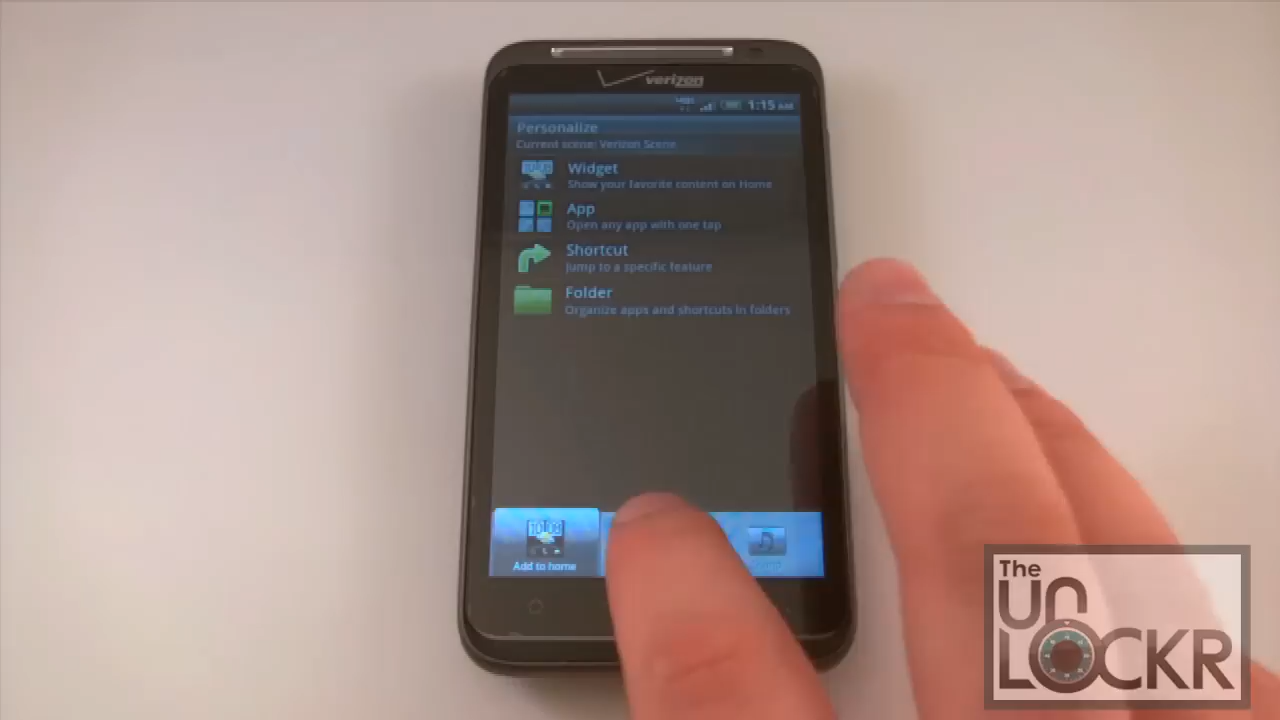 verizon
1:15 AM
Personalize
Current scene: Verizon Scene
Widget
Show your favorite content on Home
App
Open any app with one tap
Shortcut
Jump to a specific feature
Folder
Organize apps and shortcuts in folders
Add to home
The
UNLOCKR